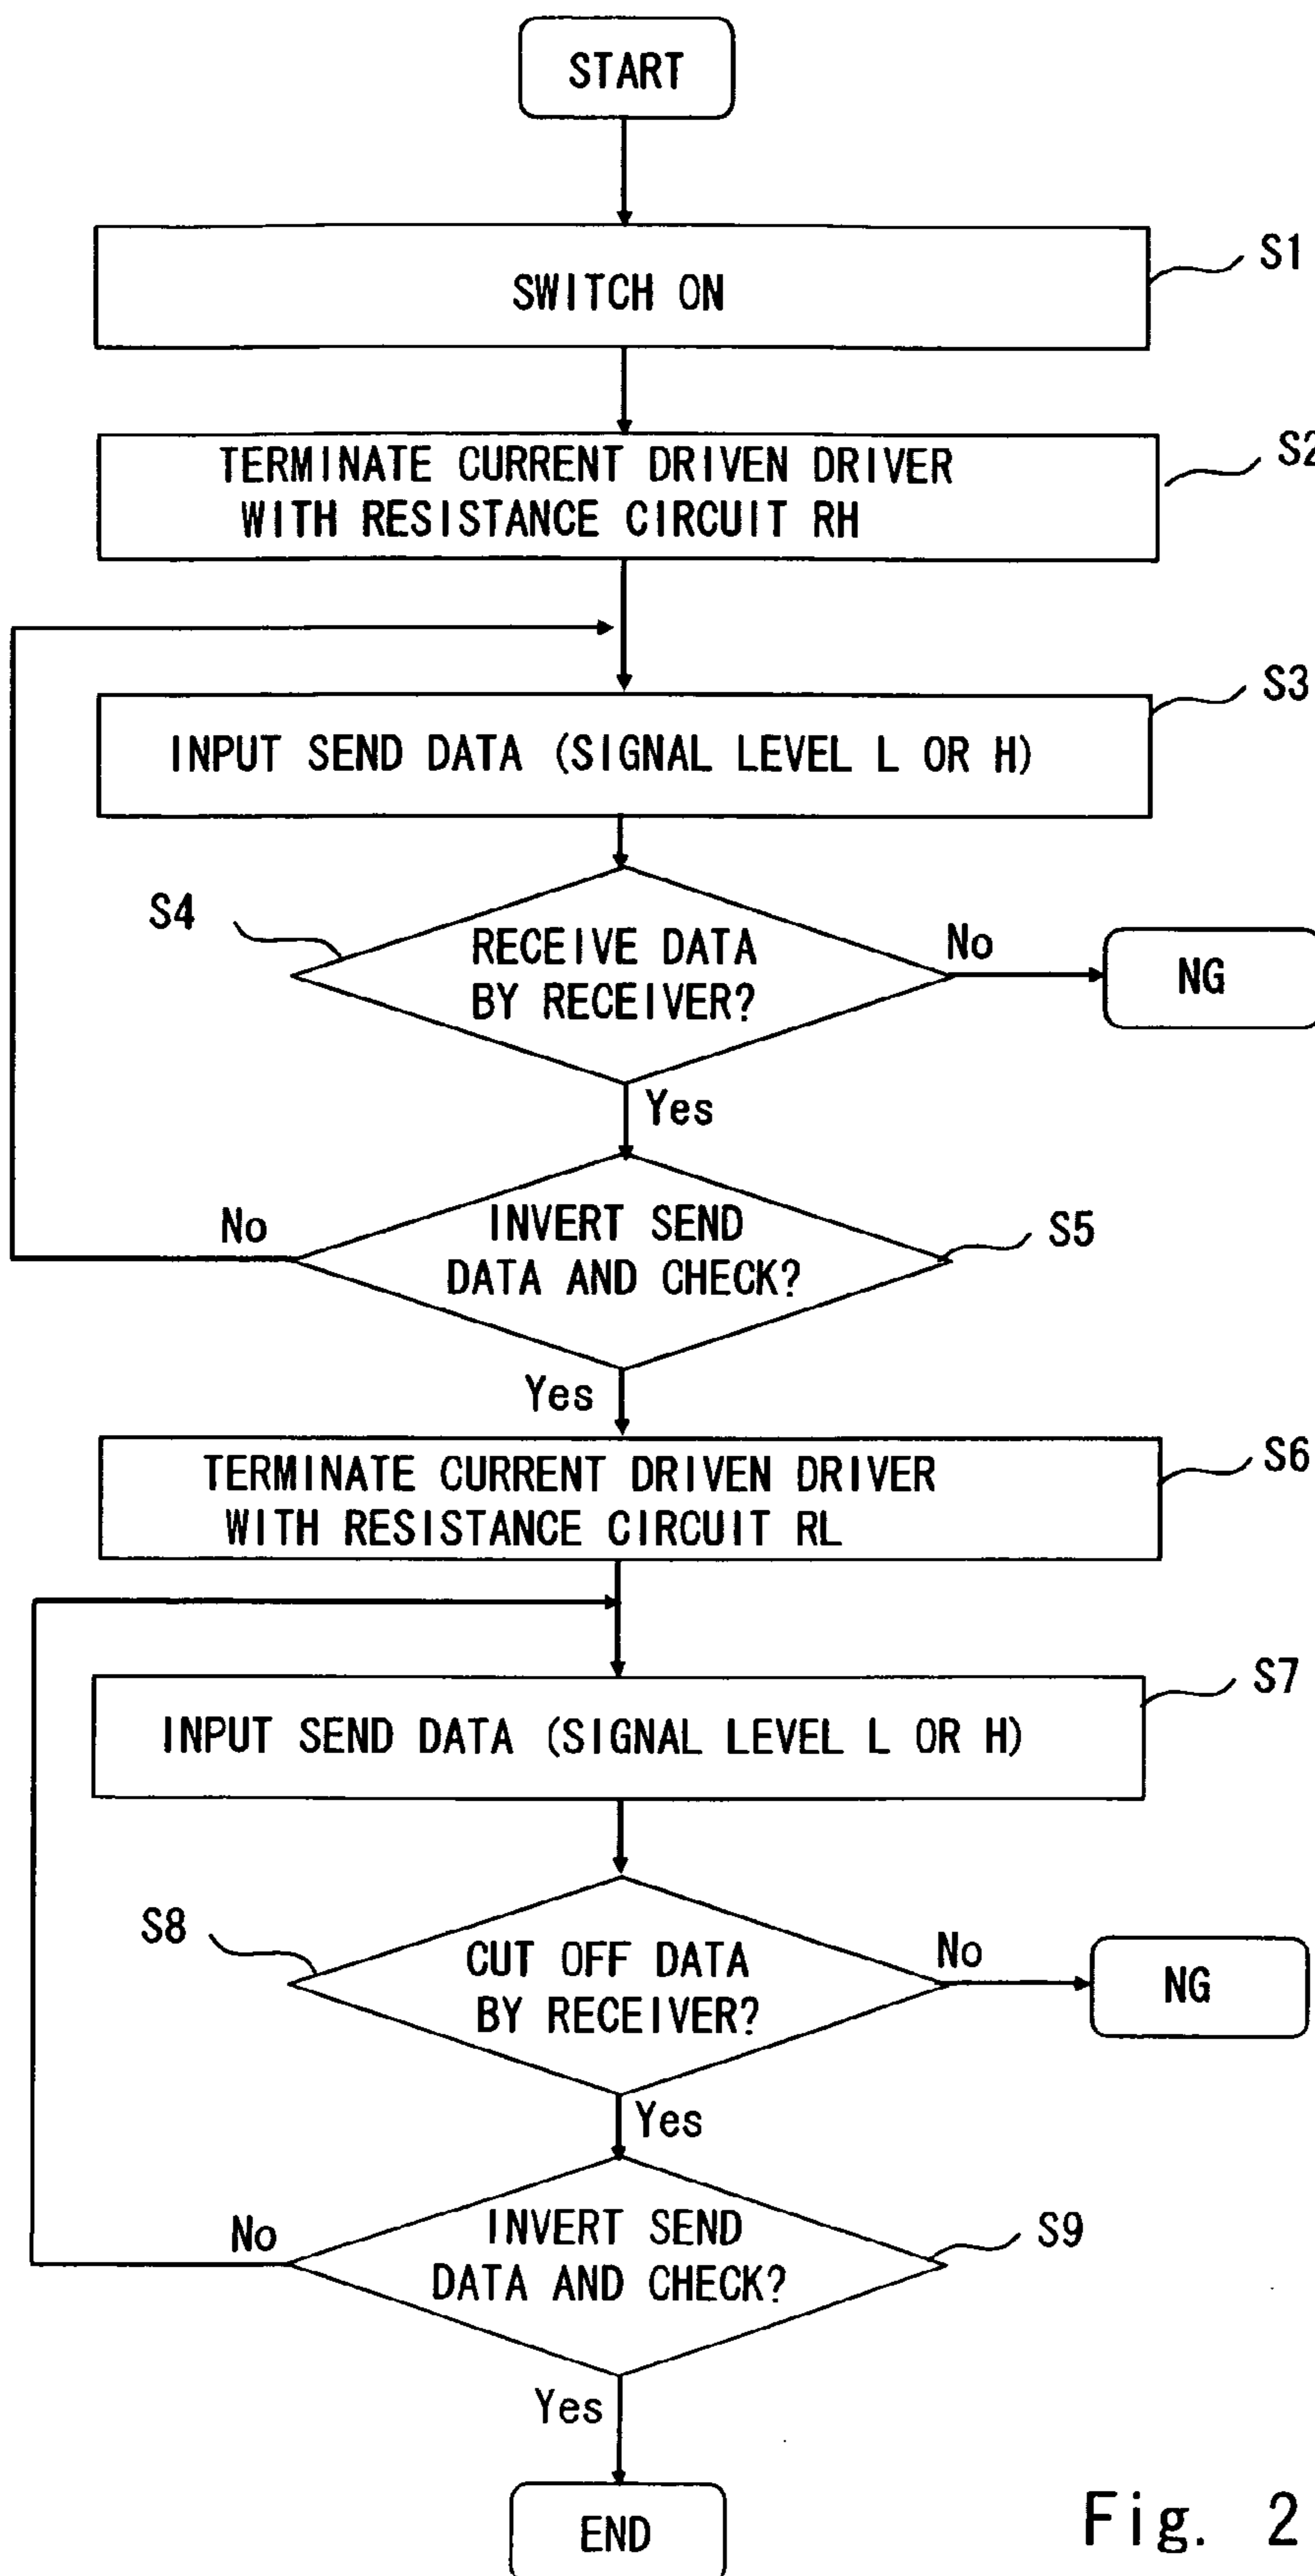 START
SWITCH ON
S1
TERMINATE CURRENT DRIVEN DRIVER
WITH RESISTANCE CIRCUIT RH
S2
INPUT SEND DATA (SIGNAL LEVEL L OR H)
S3
S4
RECEIVE DATA
BY RECEIVER?
No
NG
Yes
INVERT SEND
DATA AND CHECK?
No
S5
Yes
TERMINATE CURRENT DRIVEN DRIVER
WITH RESISTANCE CIRCUIT RL
S6
INPUT SEND DATA (SIGNAL LEVEL L OR H)
S7
S8
CUT OFF DATA
BY RECEIVER?
No
NG
Yes
INVERT SEND
DATA AND CHECK?
No
S9
Yes
END
Fig. 2